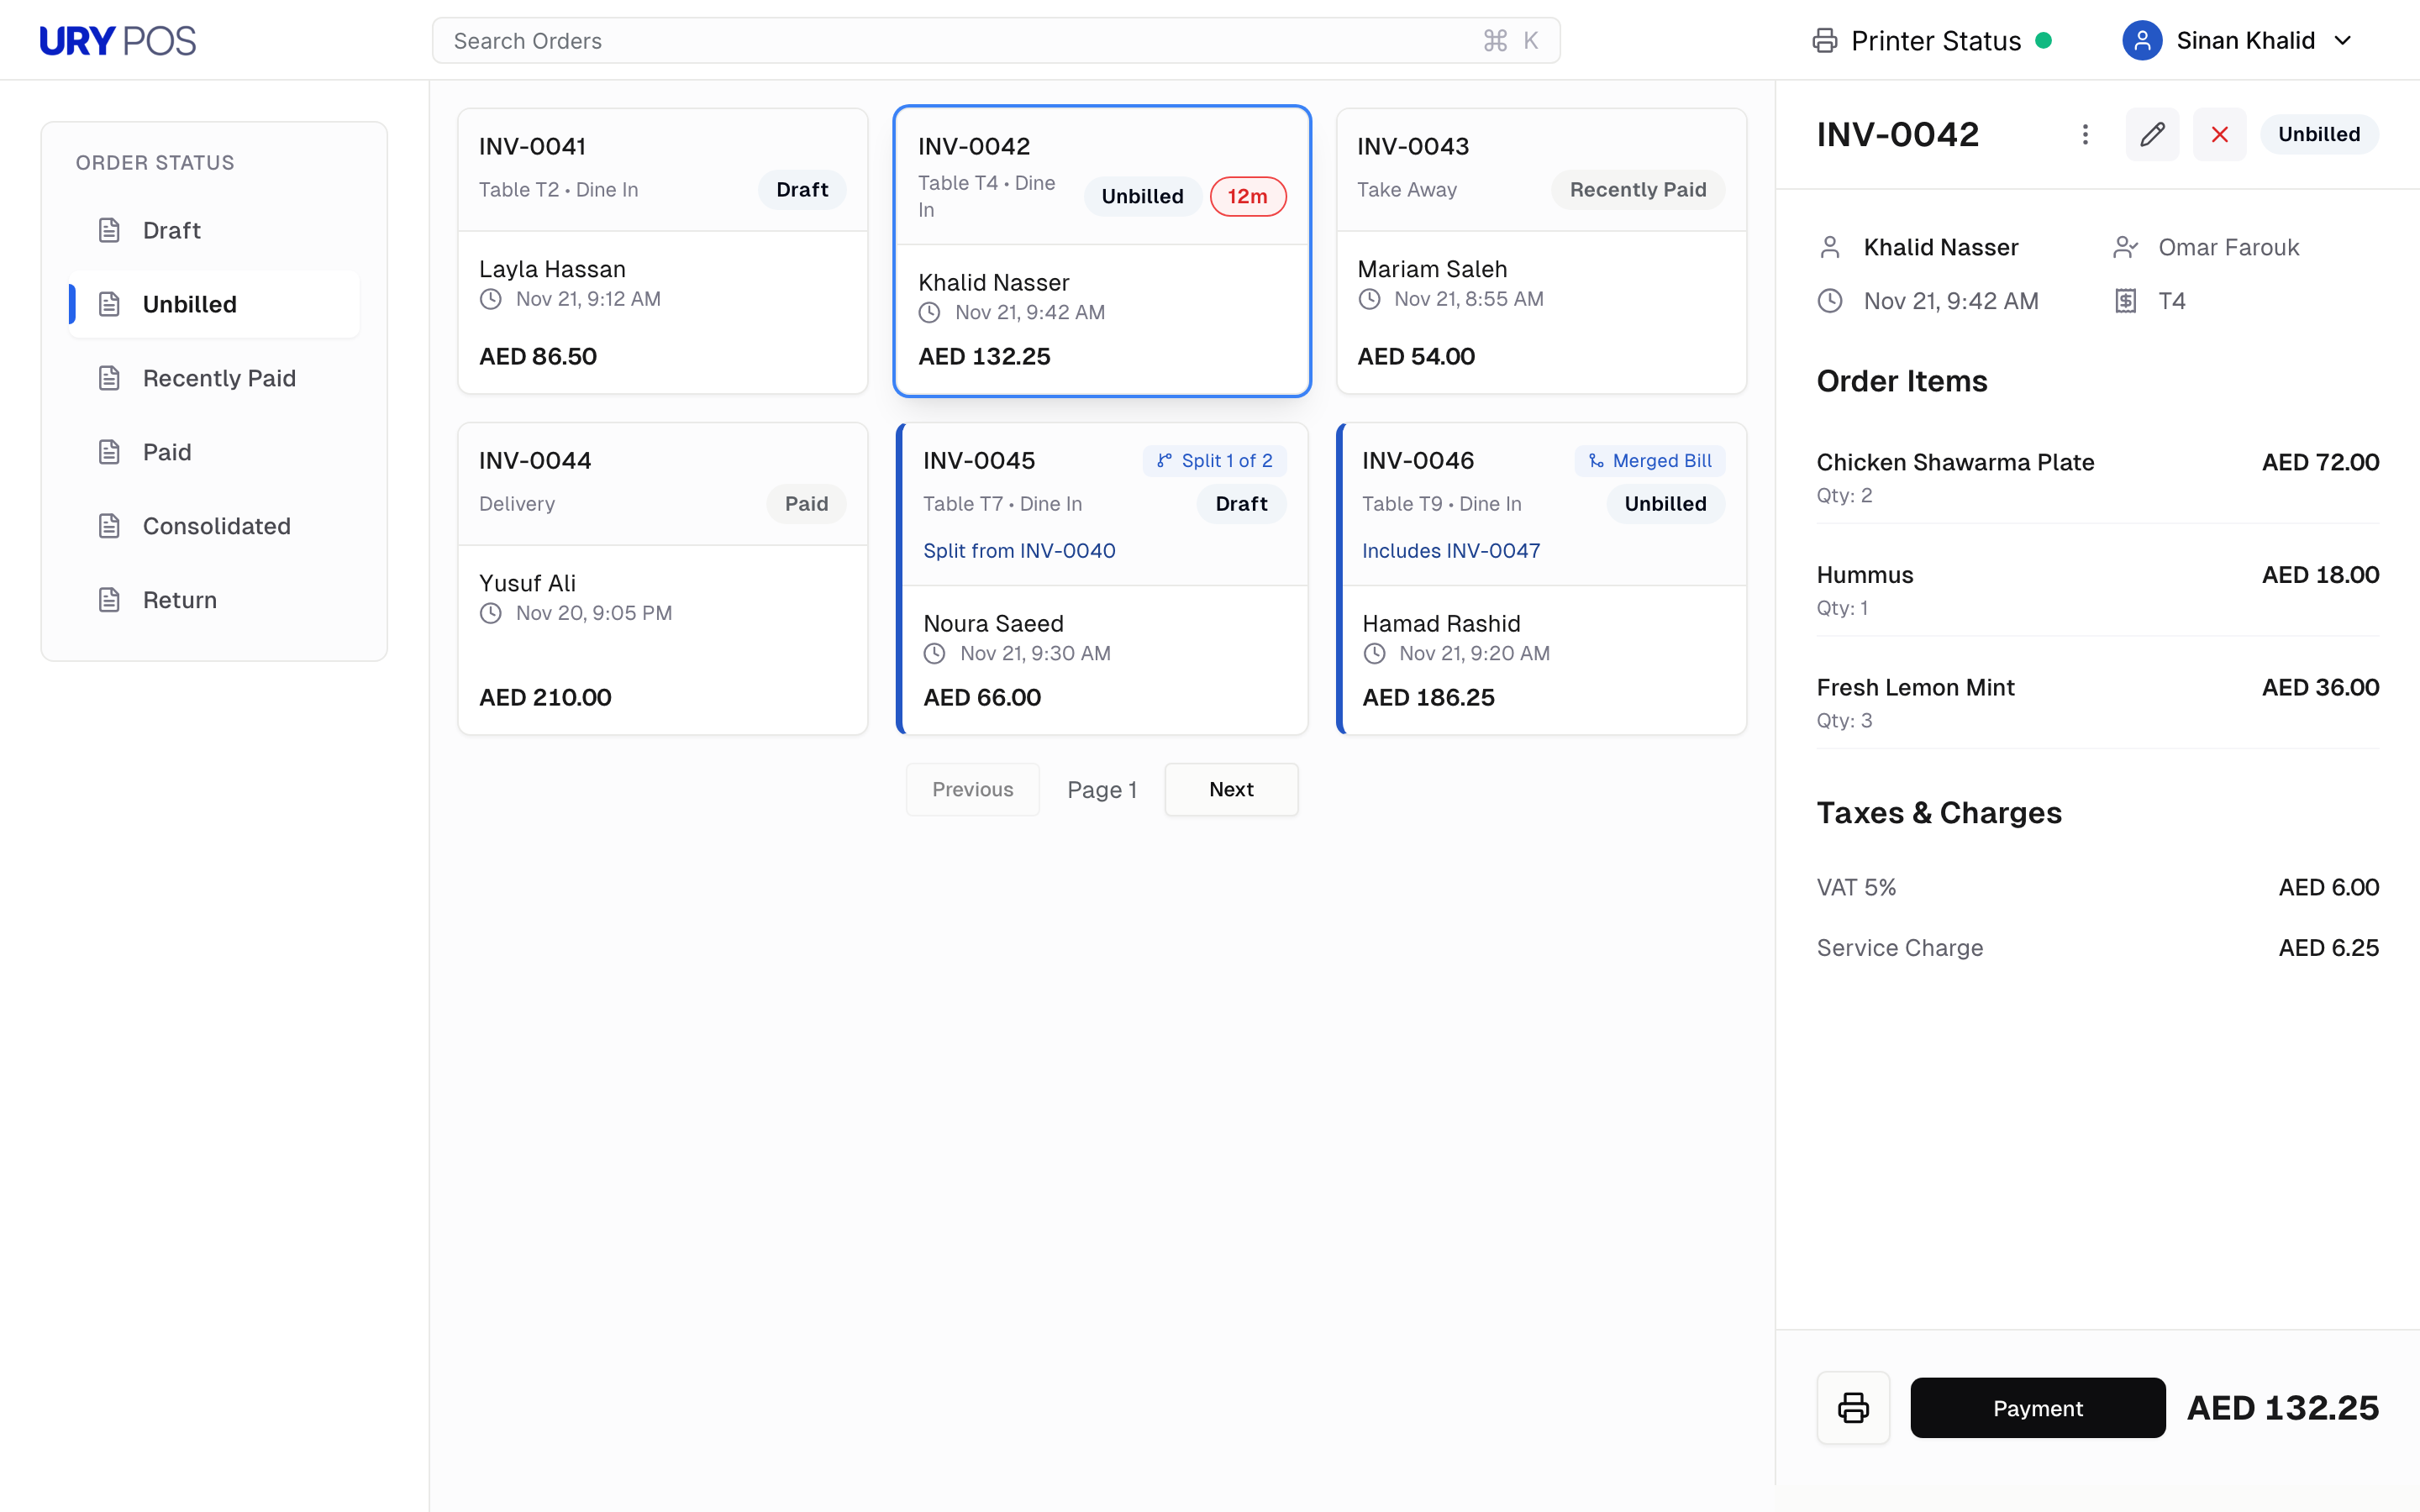 URY POS
Search Orders
⌘ K
Printer Status
Sinan Khalid
ORDER STATUS
Draft
Unbilled
Recently Paid
Paid
Consolidated
Return
INV-0041
Table T2 • Dine In
Draft
Layla Hassan
Nov 21, 9:12 AM
AED 86.50
INV-0042
Table T4 • Dine
In
Unbilled
12m
Khalid Nasser
Nov 21, 9:42 AM
AED 132.25
INV-0043
Take Away
Recently Paid
Mariam Saleh
Nov 21, 8:55 AM
AED 54.00
INV-0044
Delivery
Paid
Yusuf Ali
Nov 20, 9:05 PM
AED 210.00
INV-0045
Split 1 of 2
Table T7 • Dine In
Draft
Split from INV-0040
Noura Saeed
Nov 21, 9:30 AM
AED 66.00
INV-0046
Merged Bill
Table T9 • Dine In
Unbilled
Includes INV-0047
Hamad Rashid
Nov 21, 9:20 AM
AED 186.25
Previous
Page 1
Next
INV-0042
Unbilled
Khalid Nasser
Omar Farouk
Nov 21, 9:42 AM
T4
Order Items
Chicken Shawarma Plate
AED 72.00
Qty: 2
Hummus
AED 18.00
Qty: 1
Fresh Lemon Mint
AED 36.00
Qty: 3
Taxes & Charges
VAT 5%
AED 6.00
Service Charge
AED 6.25
Payment
AED 132.25